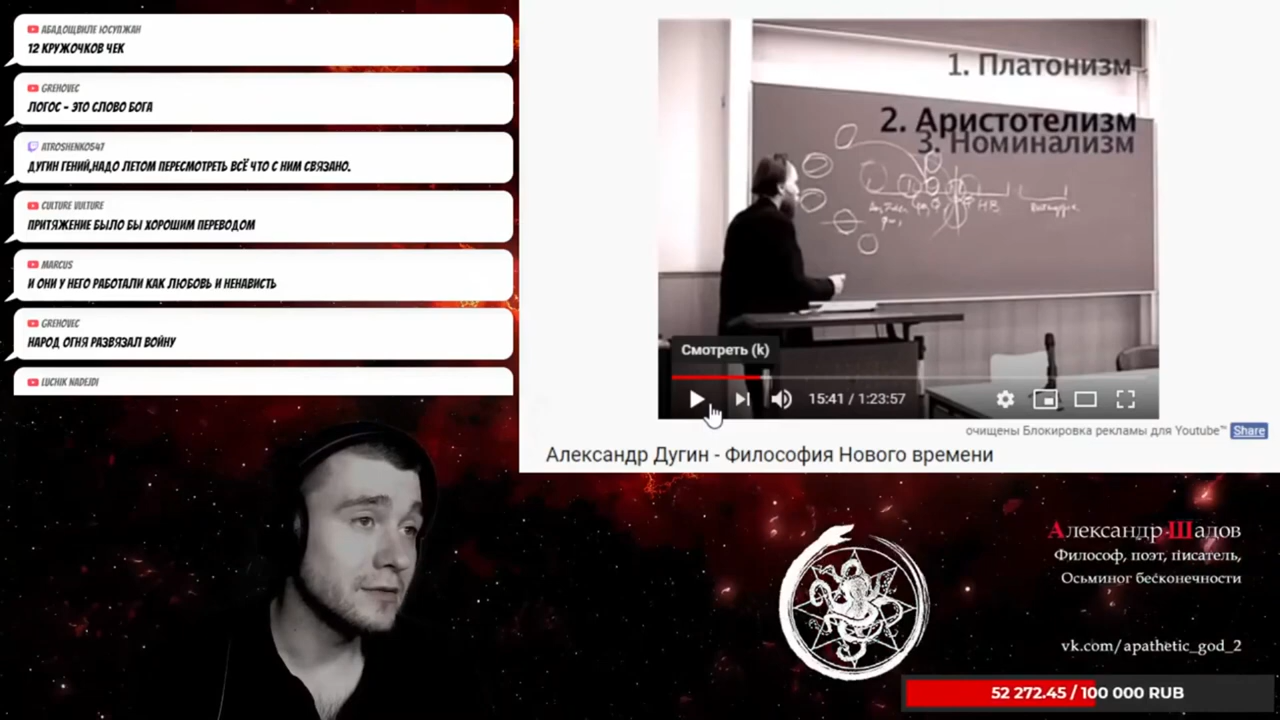 АБАДОЩВИЛЕ ЮСУПЖАН
12 КРУЖОЧКОВ ЧЕК
GREHOVEC
ЛОГОС - ЭТО СЛОВО БОГА
ATROSHENKO547
ДУГИН ГЕНИЙ,НАДО ЛЕТОМ ПЕРЕСМОТРЕТЬ ВСЁ ЧТО С НИМ СВЯЗАНО.
CULTURE VULTURE
ПРИТЯЖЕНИЕ БЫЛО БЫ ХОРОШИМ ПЕРЕВОДОМ
MARCUS
И ОНИ У НЕГО РАБОТАЛИ КАК ЛЮБОВЬ И НЕНАВИСТЬ
GREHOVEC
НАРОД ОГНЯ РАЗВЯЗАЛ ВОЙНУ
LUCHIK NADEJDI
1. Платонизм
2. Аристотелизм
3. Номинализм
НВ
Смотреть (k)
15:41 / 1:23:57
очищены Блокировка рекламы для Youtube™ Share
Александр Дугин - Философия Нового времени
Александр Шадов
Философ, поэт, писатель,
Осьминог бесконечности
vk.com/apathetic_god_2
52 272.45 / 100 000 RUB